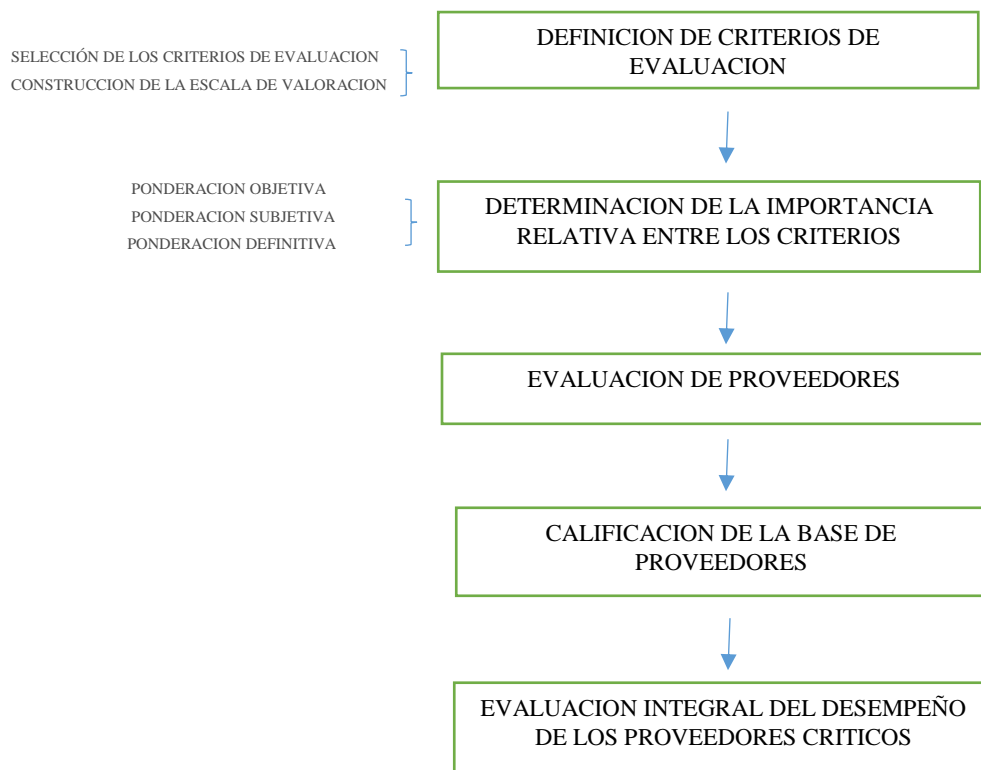 SELECCIÓN DE LOS CRITERIOS DE EVALUACION
CONSTRUCCION DE LA ESCALA DE VALORACION
DEFINICION DE CRITERIOS DE
EVALUACION
PONDERACION OBJETIVA
PONDERACION SUBJETIVA
PONDERACION DEFINITIVA
DETERMINACION DE LA IMPORTANCIA
RELATIVA ENTRE LOS CRITERIOS
EVALUACION DE PROVEEDORES
CALIFICACION DE LA BASE DE
PROVEEDORES
EVALUACION INTEGRAL DEL DESEMPEÑO
DE LOS PROVEEDORES CRITICOS